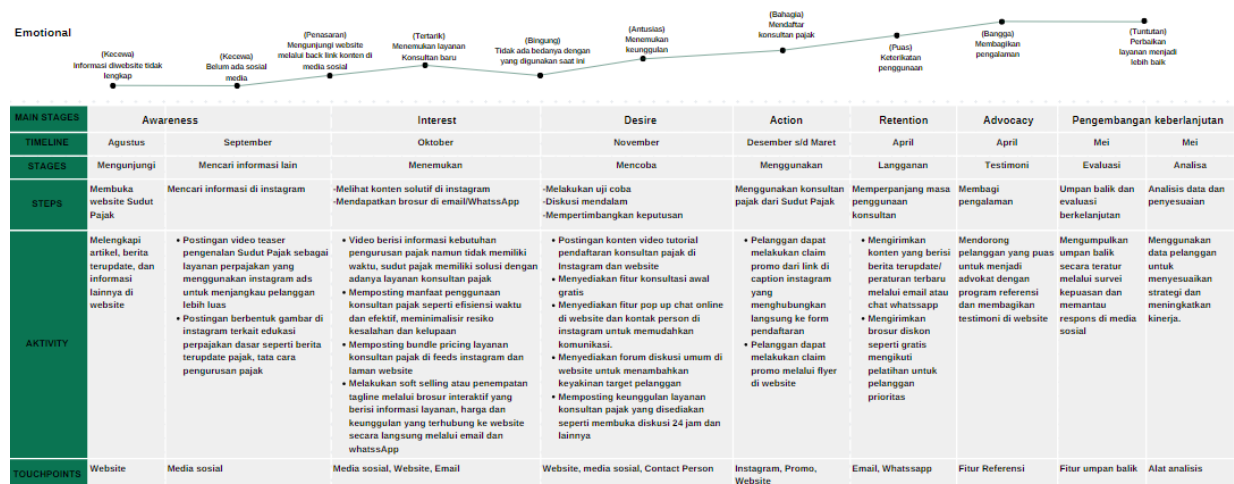 Emotional
(Kecewa)
Informasi diwebsite tidak
lengkap
(Kecewa)
Belum ada sosial
media
(Penasaran)
Mengunjungi website
melalui back link konten di
media sosial
(Tertarik)
Menemukan layanan
Konsultan baru
(Bingung)
Tidak ada bedanya dengan
yang digunakan saat ini
(Antusias)
Menemukan
keunggulan
(Bahagia)
Mendaftar
konsultan pajak
(Puas)
Keterikatan
penggunaan
(Bangga)
Membagikan
pengalaman
(Tuntutan)
Perbaikan
layanan menjadi
lebih baik
MAIN STAGES
Awareness
Interest
Desire
Action
Retention
Advocacy
Pengembangan keberlanjutan
TIMELINE
Agustus
September
Oktober
November
Desember s/d Maret
April
April
Mei
Mei
STAGES
Mengunjungi
Mencari informasi lain
Menemukan
Mencoba
Menggunakan
Langganan
Testimoni
Evaluasi
Analisa
STEPS
Membuka
website Sudut
Pajak
Mencari informasi di instagram
-Melihat konten solutif di instagram
-Mendapatkan brosur di email/WhatssApp
-Melakukan uji coba
-Diskusi mendalam
-Mempertimbangkan keputusan
Menggunakan konsultan
pajak dari Sudut Pajak
Memperpanjang masa
penggunaan
konsultan
Membagi
pengalaman
Umpan balik dan
evaluasi
berkelanjutan
Analisis data dan
penyesuaian
AKTIVITY
Melengkapi
artikel, berita
terupdate, dan
informasi
lainnya di
website
• Postingan video teaser
pengenalan Sudut Pajak sebagai
layanan perpajakan yang
menggunakan instagram ads
untuk menjangkau pelanggan
lebih luas
• Postingan berbentuk gambar di
instagram terkait edukasi
perpajakan dasar seperti berita
terupdate pajak, tata cara
pengurusan pajak
• Video berisi informasi kebutuhan
pengurusan pajak namun tidak memiliki
waktu, sudut pajak memiliki solusi dengan
adanya layanan konsultan pajak
• Memposting manfaat penggunaan
konsultan pajak seperti efisiensi waktu
dan efektif, meminimalisir resiko
kesalahan dan kelupaan
• Memposting bundle pricing layanan
konsultan pajak di feeds instagram dan
laman website
• Melakukan soft selling atau penempatan
tagline melalui brosur interaktif yang
berisi informasi layanan, harga dan
keunggulan yang terhubung ke website
secara langsung melalui email dan
whatssApp
• Postingan konten video tutorial
pendaftaran konsultan pajak di
Instagram dan website
• Menyediakan fitur konsultasi awal
gratis
• Menyediakan fitur pop up chat online
di website dan kontak person di
instagram untuk memudahkan
komunikasi.
• Menyediakan forum diskusi umum di
website untuk menambahkan
keyakinan target pelanggan
• Memposting keunggulan layanan
konsultan pajak yang disediakan
seperti membuka diskusi 24 jam dan
lainnya
• Pelanggan dapat
melakukan claim
promo dari link di
caption instagram
yang
menghubungkan
langsung ke form
pendaftaran
• Pelanggan dapat
melakukan claim
promo melalui flyer
di website
• Mengirimkan
konten yang berisi
berita terupdate/
peraturan terbaru
melalui email atau
chat whatssapp
• Mengirimkan
brosur diskon
seperti gratis
mengikuti
pelatihan untuk
pelanggan
prioritas
Mendorong
pelanggan yang puas
untuk menjadi
advokat dengan
program referensi
dan membagikan
testimoni di website
Mengumpulkan
umpan balik
secara teratur
melalui survei
kepuasan dan
memantau
respons di media
sosial
Menggunakan
data pelanggan
untuk
menyesuaikan
strategi dan
meningkatkan
kinerja.
TOUCHPOINTS
Website
Media sosial
Media sosial, Website, Email
Website, media sosial, Contact Person
Instagram, Promo,
Website
Email, Whatssapp
Fitur Referensi
Fitur umpan balik
Alat analisis